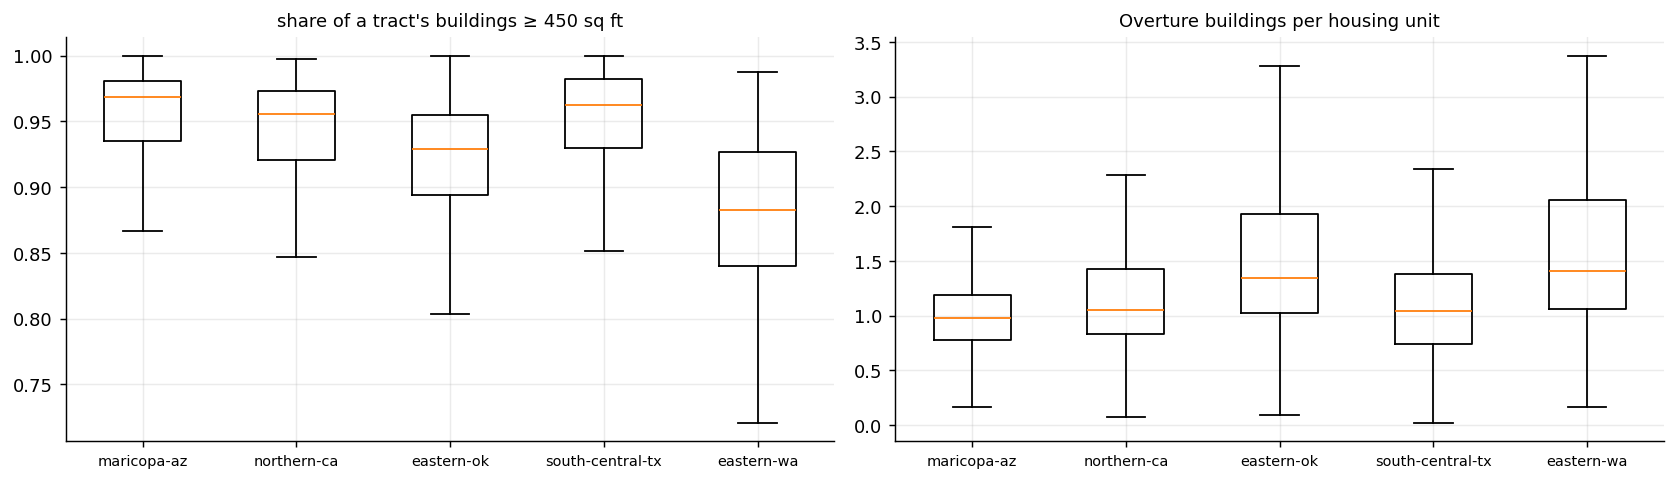 share of a tract's buildings ≥ 450 sq ft
1.00
0.95
0.90
0.85
0.80
0.75
maricopa-az
northern-ca
eastern-ok
south-central-tx
eastern-wa
Overture buildings per housing unit
3.5
3.0
2.5
2.0
1.5
1.0
0.5
0.0
maricopa-az
northern-ca
eastern-ok
south-central-tx
eastern-wa